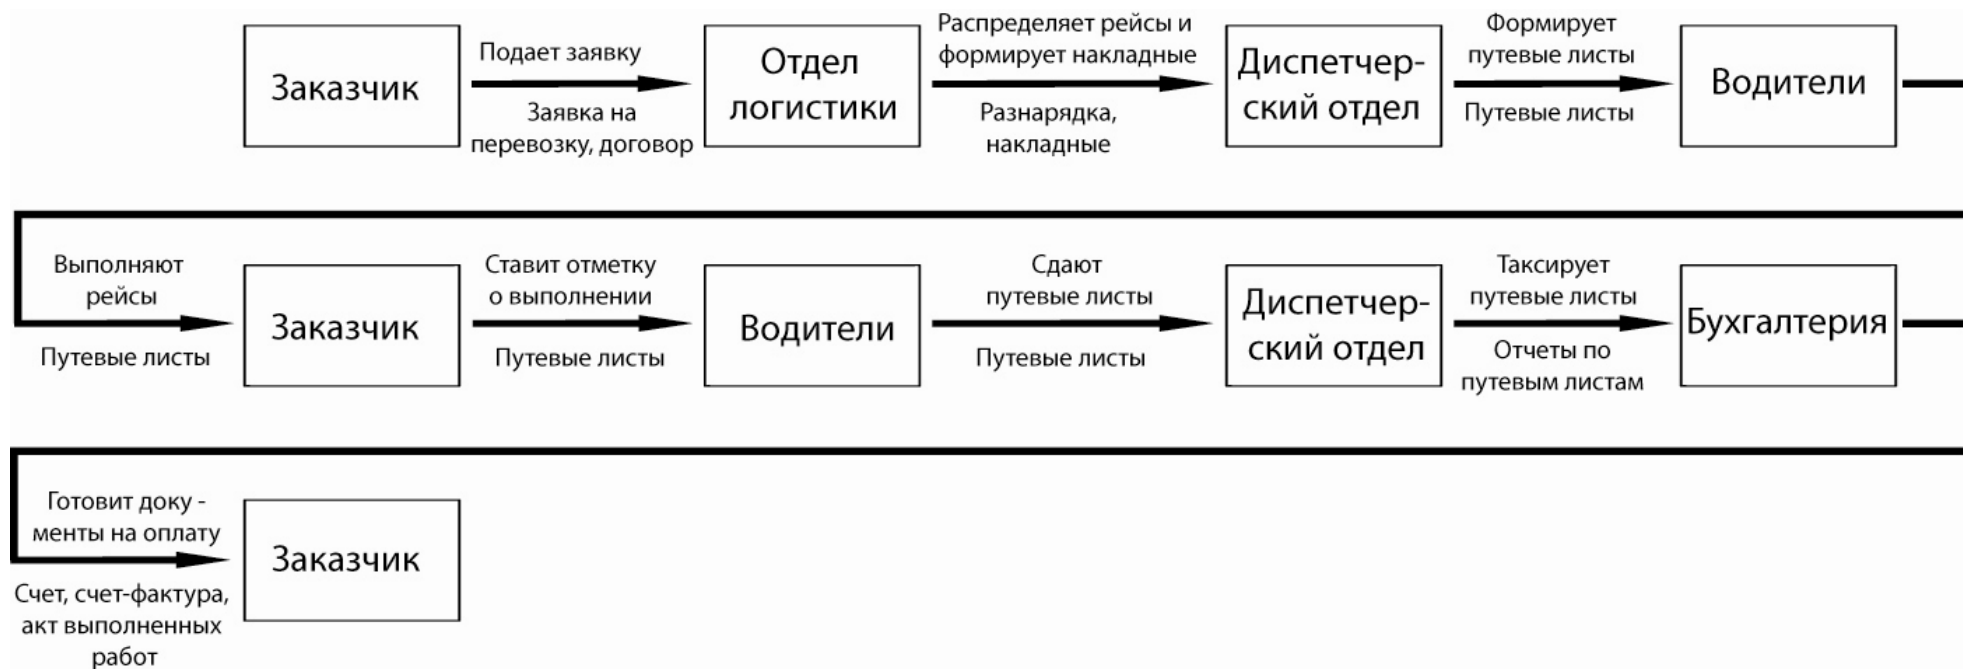 Заказчик
Подает заявку
Заявка на
перевозку, договор
Отдел
логистики
Распределяет рейсы и
формирует накладные
Разнарядка,
накладные
Диспетчер-
ский отдел
Формирует
путевые листы
Путевые листы
Водители
Выполняют
рейсы
Путевые листы
Заказчик
Ставит отметку
о выполнении
Путевые листы
Водители
Сдают
путевые листы
Путевые листы
Диспетчер-
ский отдел
Таксирует
путевые листы
Отчеты по
путевым листам
Бухгалтерия
Готовит доку -
менты на оплату
Счет, счет-фактура,
акт выполненных
работ
Заказчик